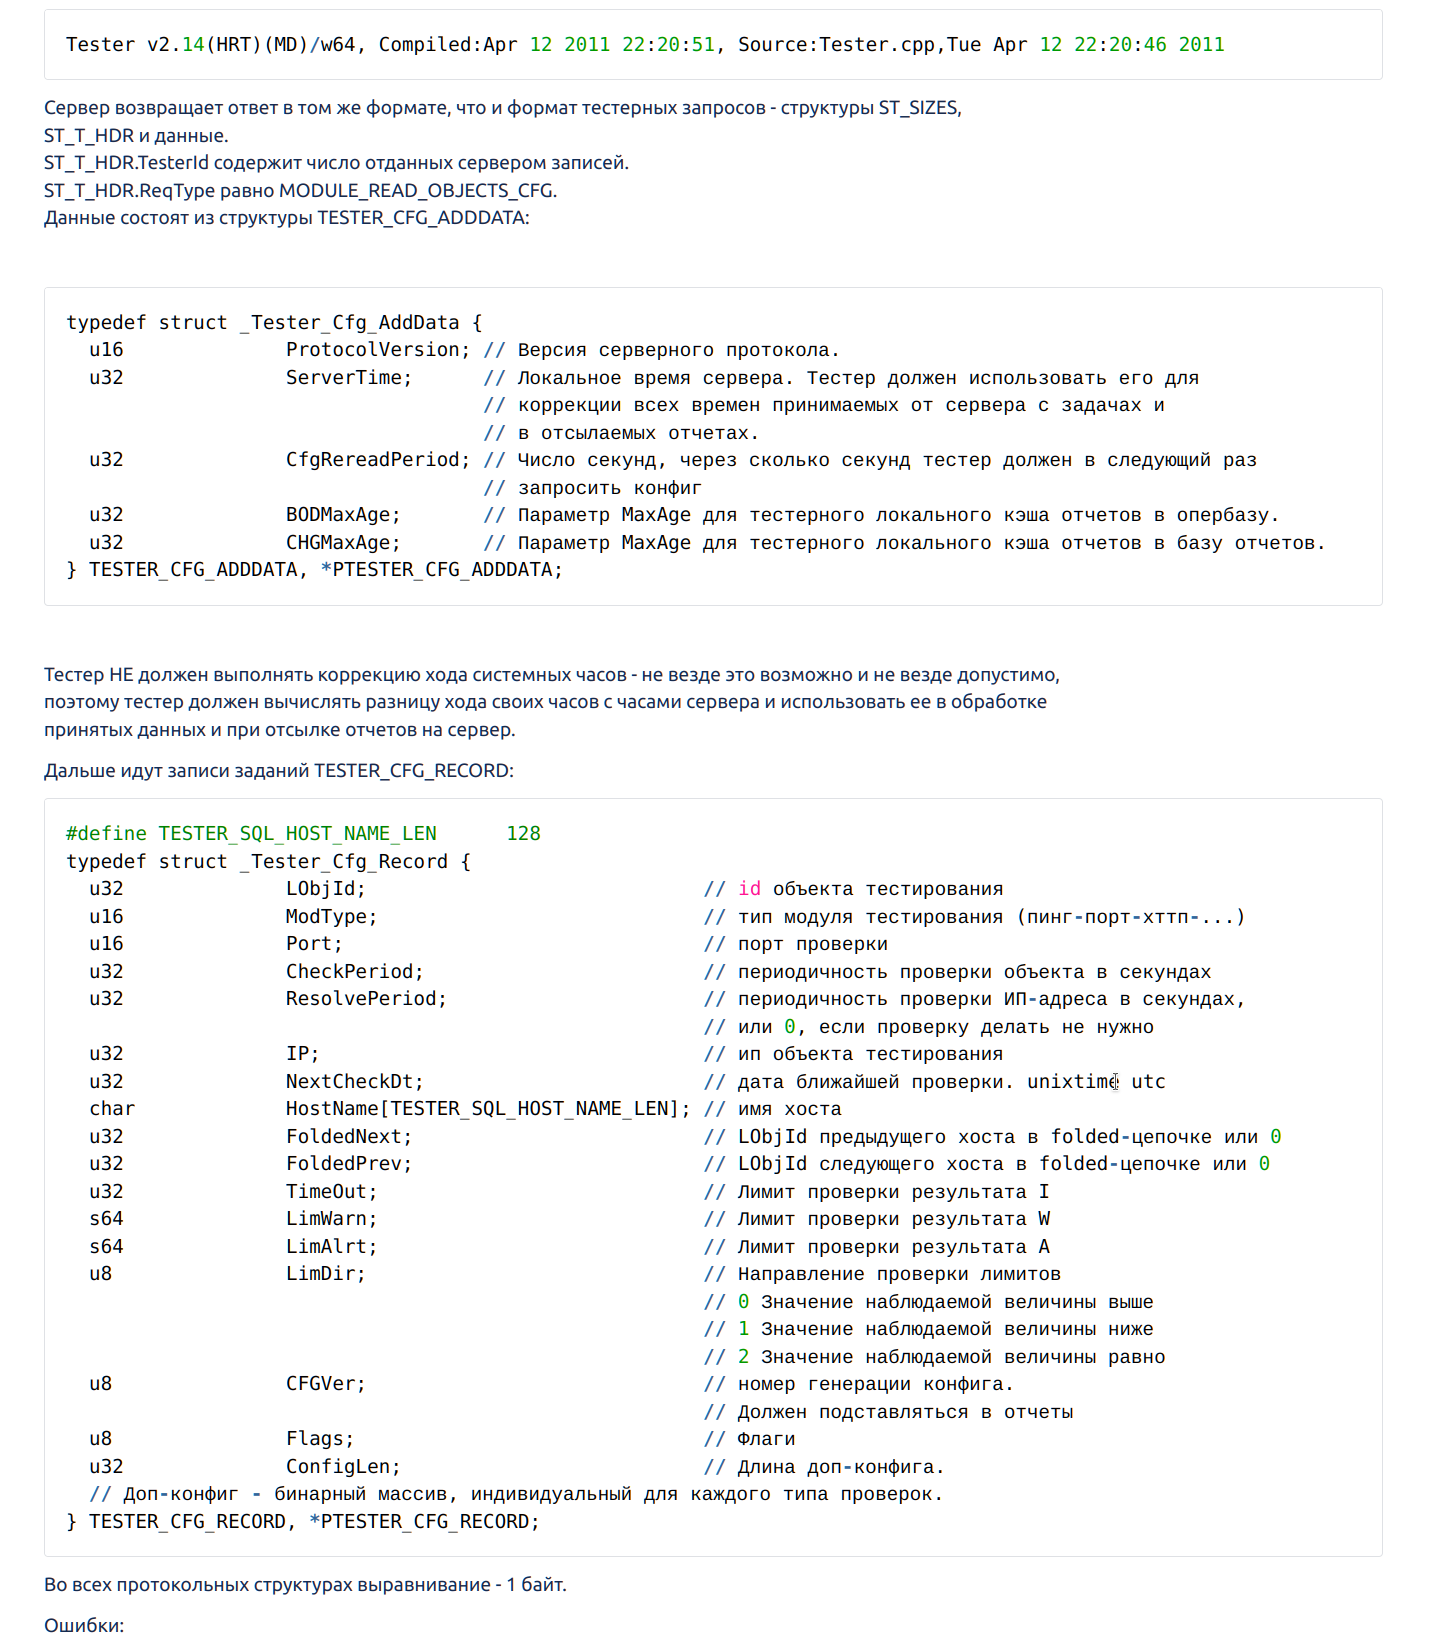 Tester v2.14(HRT)(MD)/w64, Compiled:Apr 12 2011 22:20:51, Source:Tester.cpp,Tue Apr 12 22:20:46 2011
Сервер возвращает ответ в том же формате, что и формат тестерных запросов - структуры ST_SIZES,
ST_T_HDR и данные.
ST_T_HDR.TesterId содержит число отданных сервером записей.
ST_T_HDR.ReqType равно MODULE_READ_OBJECTS_CFG.
Данные состоят из структуры TESTER_CFG_ADDDATA:
typedef struct _Tester_Cfg_AddData {
u16 ProtocolVersion; // Версия серверного протокола.
u32 ServerTime; // Локальное время сервера. Тестер должен использовать его для
// коррекции всех времен принимаемых от сервера с задачах и
// в отсылаемых отчетах.
u32 CfgRereadPeriod; // Число секунд, через сколько секунд тестер должен в следующий раз
// запросить конфиг
u32 BODMaxAge; // Параметр MaxAge для тестерного локального кэша отчетов в опербазу.
u32 CHGMaxAge; // Параметр MaxAge для тестерного локального кэша отчетов в базу отчетов.
} TESTER_CFG_ADDDATA, *PTESTER_CFG_ADDDATA;
Тестер НЕ должен выполнять коррекцию хода системных часов - не везде это возможно и не везде допустимо,
поэтому тестер должен вычислять разницу хода своих часов с часами сервера и использовать ее в обработке
принятых данных и при отсылке отчетов на сервер.
Дальше идут записи заданий TESTER_CFG_RECORD:
#define TESTER_SQL_HOST_NAME_LEN 128
typedef struct _Tester_Cfg_Record {
u32 LObjId; // id объекта тестирования
u16 ModType; // тип модуля тестирования (пинг-порт-хттп-...)
u16 Port; // порт проверки
u32 CheckPeriod; // периодичность проверки объекта в секундах
u32 ResolvePeriod; // периодичность проверки ИП-адреса в секундах,
// или 0, если проверку делать не нужно
u32 IP; // ип объекта тестирования
u32 NextCheckDt; // дата ближайшей проверки. unixtime utc
char HostName[TESTER_SQL_HOST_NAME_LEN]; // имя хоста
u32 FoldedNext; // LObjId предыдущего хоста в folded-цепочке или 0
u32 FoldedPrev; // LObjId следующего хоста в folded-цепочке или 0
u32 TimeOut; // Лимит проверки результата I
s64 LimWarn; // Лимит проверки результата W
s64 LimAlrt; // Лимит проверки результата A
u8 LimDir; // Направление проверки лимитов
// 0 Значение наблюдаемой величины выше
// 1 Значение наблюдаемой величины ниже
// 2 Значение наблюдаемой величины равно
u8 CFGVer; // номер генерации конфига.
// Должен подставляться в отчеты
u8 Flags; // Флаги
u32 ConfigLen; // Длина доп-конфига.
// Доп-конфиг - бинарный массив, индивидуальный для каждого типа проверок.
} TESTER_CFG_RECORD, *PTESTER_CFG_RECORD;
Во всех протокольных структурах выравнивание - 1 байт.
Ошибки: